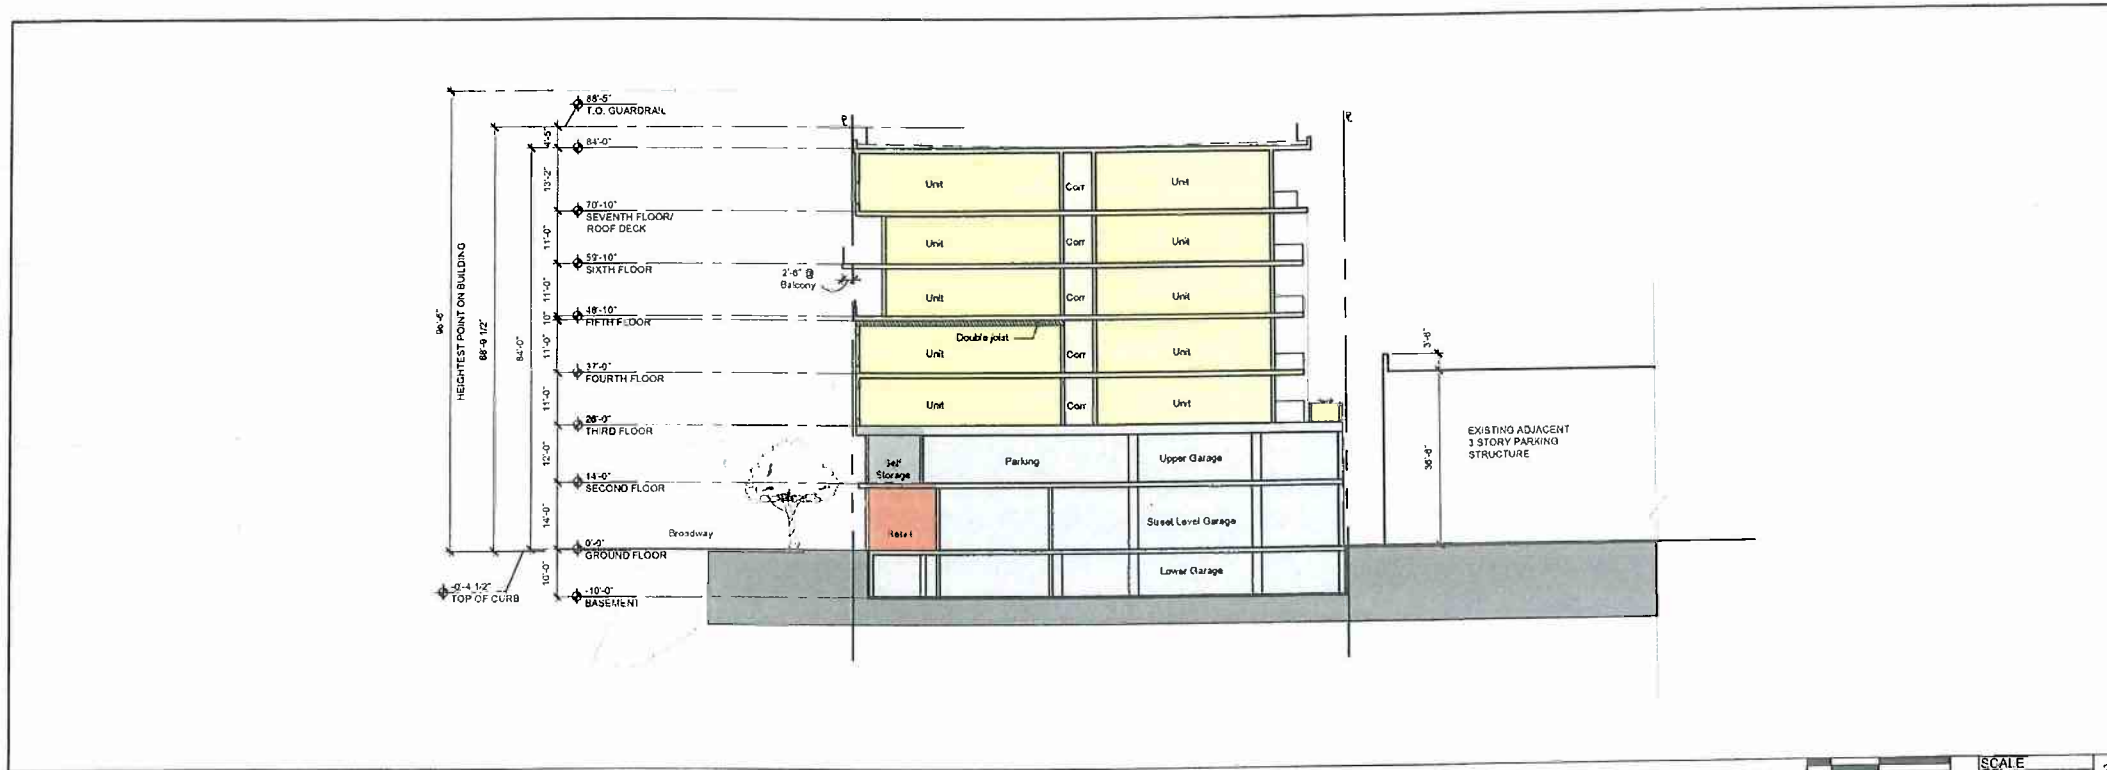 88'-5"
T.O. GUARDRAIL
4'-5"
84'-0"
13'-2"
70'-10"
SEVENTH FLOOR/
ROOF DECK
11'-0"
59'-10"
SIXTH FLOOR
11'-0"
48'-10"
FIFTH FLOOR
10"
11'-0"
37'-0"
FOURTH FLOOR
11'-0"
26'-0"
THIRD FLOOR
12'-0"
14'-0"
SECOND FLOOR
14'-0"
0'-0"
GROUND FLOOR
10'-0"
-10'-0"
BASEMENT
-0'-4 1/2"
TOP OF CURB
HEIGHTEST POINT ON BUILDING
84'-0"
Broadway
2'-6" @
Balcony
Unit
Corr
Unit
Unit
Corr
Unit
Unit
Corr
Unit
Double joist
Unit
Corr
Unit
Unit
Corr
Unit
Self
Storage
Parking
Upper Garage
Retail
Street Level Garage
Lower Garage
3'-6"
EXISTING ADJACENT
3 STORY PARKING
STRUCTURE
SCALE